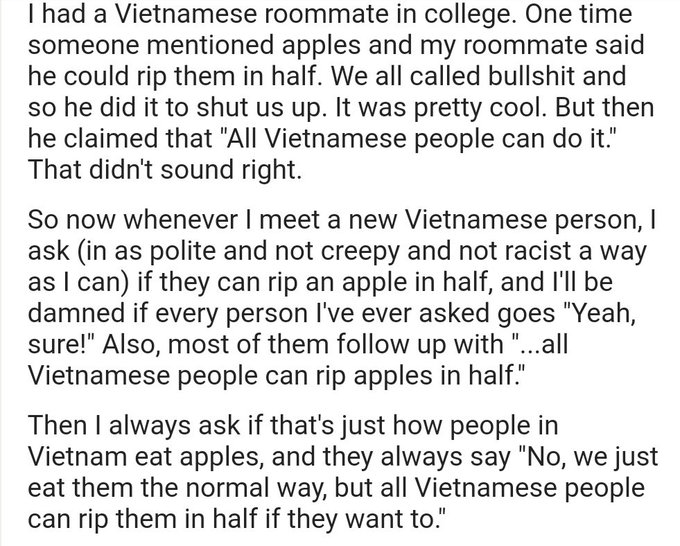 I had a Vietnamese roommate in college. One time
someone mentioned apples and my roommate said
he could rip them in half. We all called bullshit and
so he did it to shut us up. It was pretty cool. But then
he claimed that "All Vietnamese people can do it."
That didn't sound right.
So now whenever I meet a new Vietnamese person, I
ask (in as polite and not creepy and not racist a way
as I can) if they can rip an apple in half, and I'll be
damned if every person I've ever asked goes "Yeah,
sure!" Also, most of them follow up with "...all
Vietnamese people can rip apples in half."
Then I always ask if that's just how people in
Vietnam eat apples, and they always say "No, we just
eat them the normal way, but all Vietnamese people
can rip them in half if they want to."